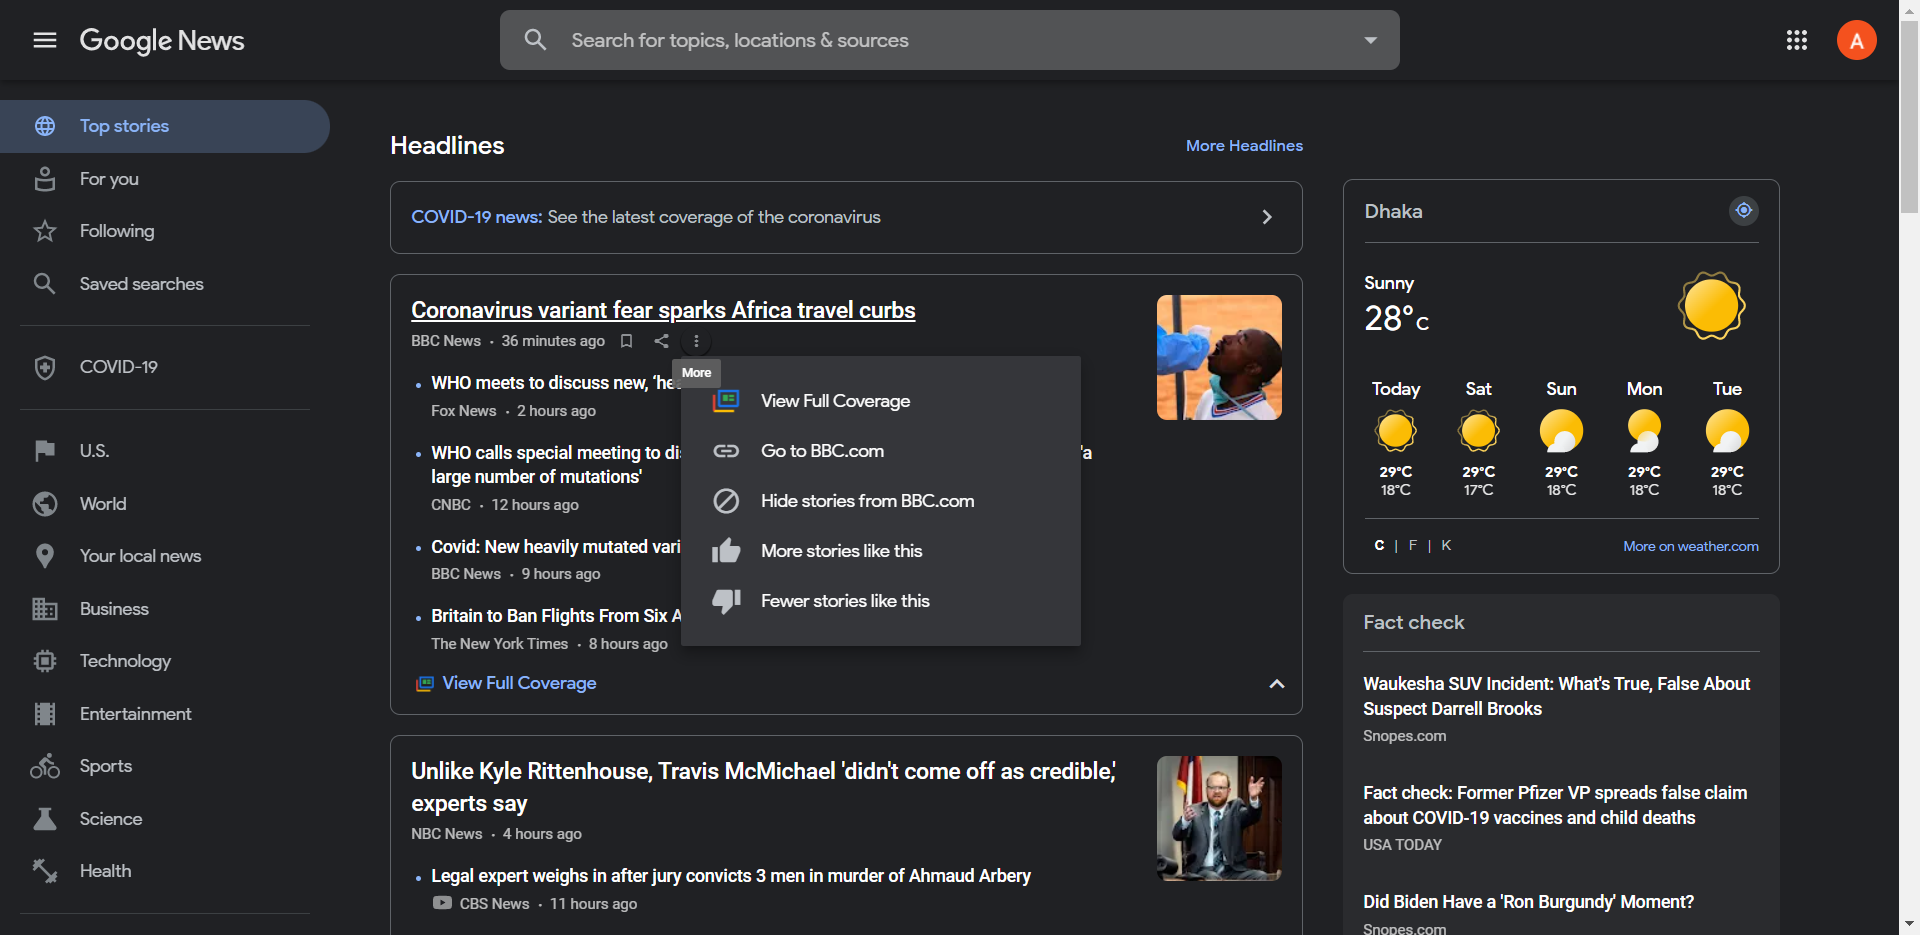 Google News
Search for topics, locations & sources
A
Top stories
For you
Following
Saved searches
COVID-19
U.S.
World
Your local news
Business
Technology
Entertainment
Sports
Science
Health
Headlines
More Headlines
COVID-19 news: See the latest coverage of the coronavirus
Coronavirus variant fear sparks Africa travel curbs
BBC News · 36 minutes ago
More
WHO meets to discuss new, ‘hea
Fox News · 2 hours ago
WHO calls special meeting to di 'a
large number of mutations'
CNBC · 12 hours ago
Covid: New heavily mutated vari
BBC News · 9 hours ago
Britain to Ban Flights From Six A
The New York Times · 8 hours ago
View Full Coverage
View Full Coverage
Go to BBC.com
Hide stories from BBC.com
More stories like this
Fewer stories like this
Unlike Kyle Rittenhouse, Travis McMichael 'didn't come off as credible,'
experts say
NBC News · 4 hours ago
Legal expert weighs in after jury convicts 3 men in murder of Ahmaud Arbery
CBS News · 11 hours ago
Dhaka
Sunny
28°C
Today Sat Sun Mon Tue
29°C 29°C 29°C 29°C 29°C
18°C 17°C 18°C 18°C 18°C
C | F | K
More on weather.com
Fact check
Waukesha SUV Incident: What's True, False About
Suspect Darrell Brooks
Snopes.com
Fact check: Former Pfizer VP spreads false claim
about COVID-19 vaccines and child deaths
USA TODAY
Did Biden Have a 'Ron Burgundy' Moment?
Snopes.com